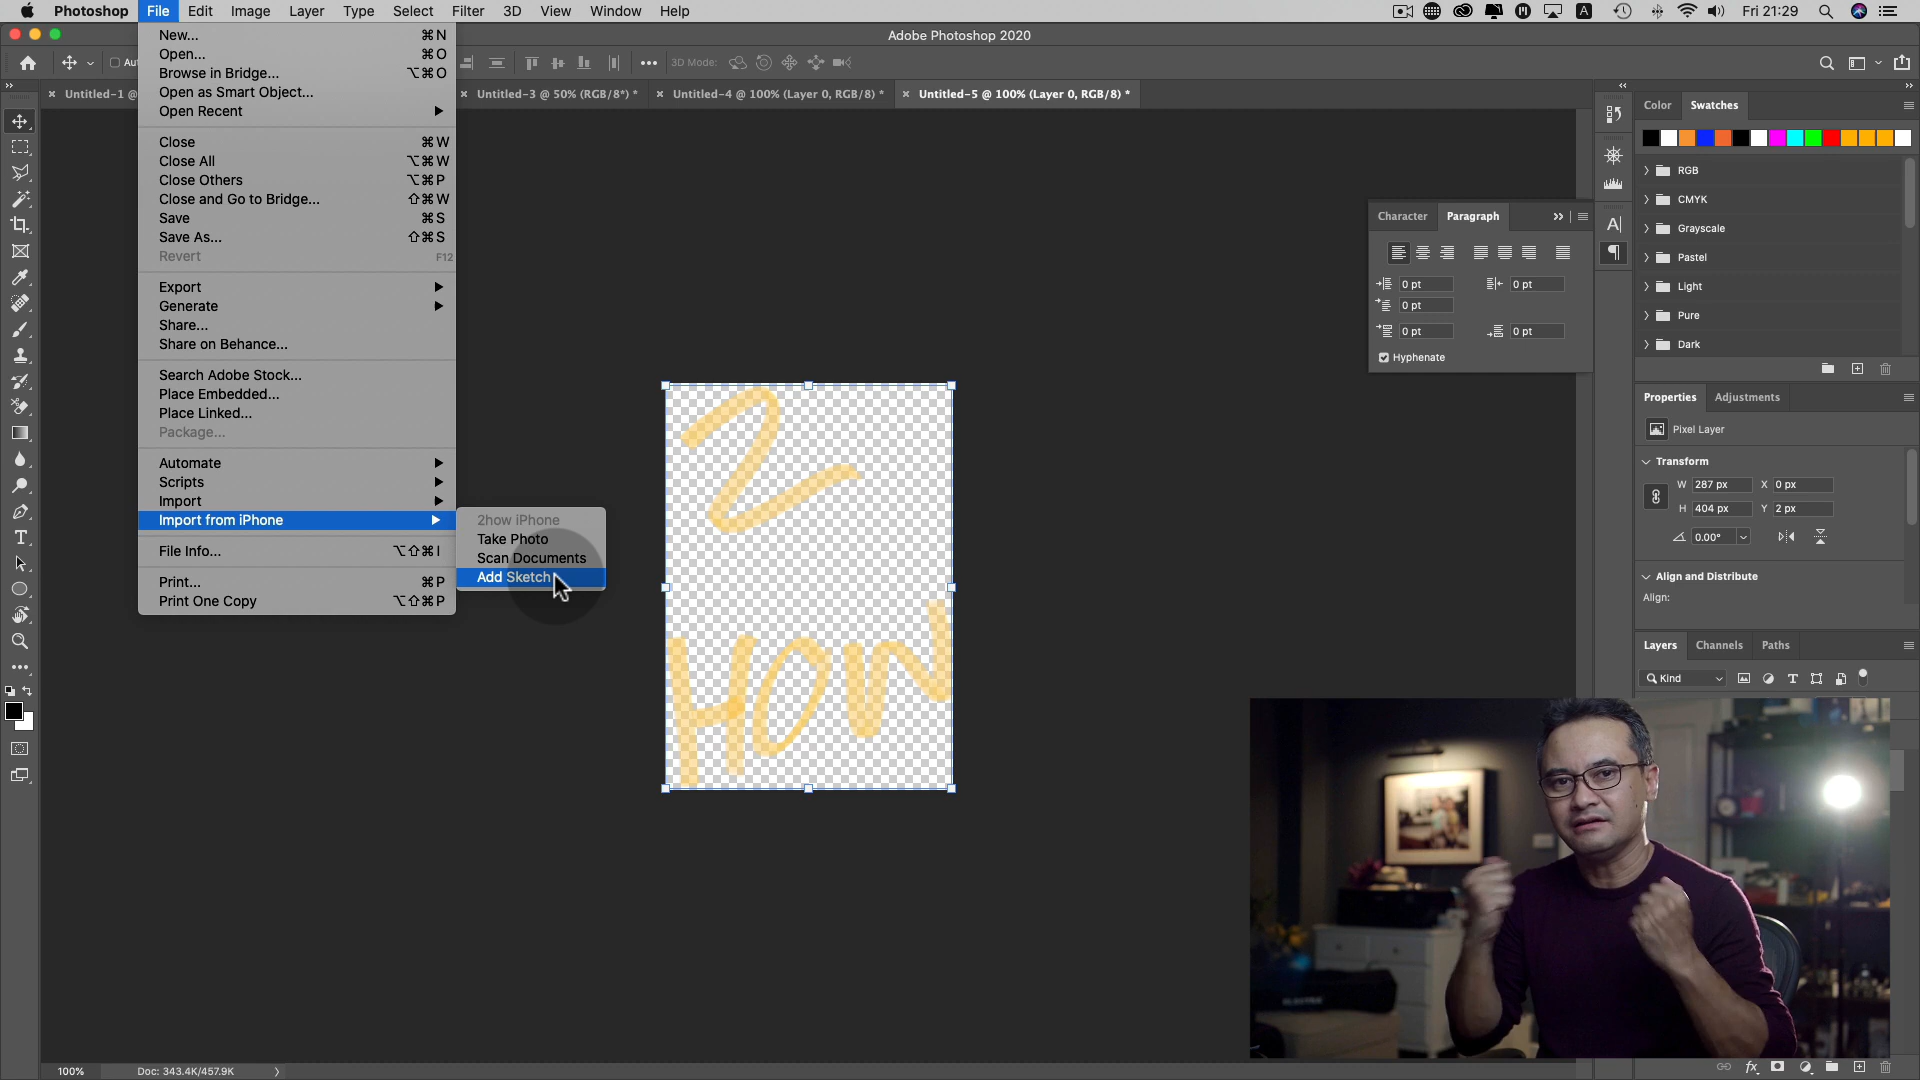 Photoshop File Edit Image Layer Type Select Filter 3D View Window Help
A
Fri 21:29
Adobe Photoshop 2020
3D Mode:
Untitled-1 @
Untitled-3 @ 50% (RGB/8*) *
Untitled-4 @ 100% (Layer 0, RGB/8) *
Untitled-5 @ 100% (Layer 0, RGB/8) *
New... ⌘N
Open... ⌘O
Browse in Bridge... ⌥⌘O
Open as Smart Object...
Open Recent
Close ⌘W
Close All ⌥⌘W
Close Others ⌥⌘P
Close and Go to Bridge... ⇧⌘W
Save ⌘S
Save As... ⇧⌘S
Revert F12
Export
Generate
Share...
Share on Behance...
Search Adobe Stock...
Place Embedded...
Place Linked...
Package...
Automate
Scripts
Import
Import from iPhone
File Info... ⌥⇧⌘I
Print... ⌘P
Print One Copy ⌥⇧⌘P
2how iPhone
Take Photo
Scan Documents
Add Sketch
2
HOW
Character Paragraph
0 pt 0 pt
0 pt
0 pt 0 pt
Hyphenate
Color Swatches
RGB
CMYK
Grayscale
Pastel
Light
Pure
Dark
Properties Adjustments
Pixel Layer
Transform
W 287 px X 0 px
H 404 px Y 2 px
0.00°
Align and Distribute
Align:
Layers Channels Paths
Kind
fx
100% Doc: 343.4K/457.9K